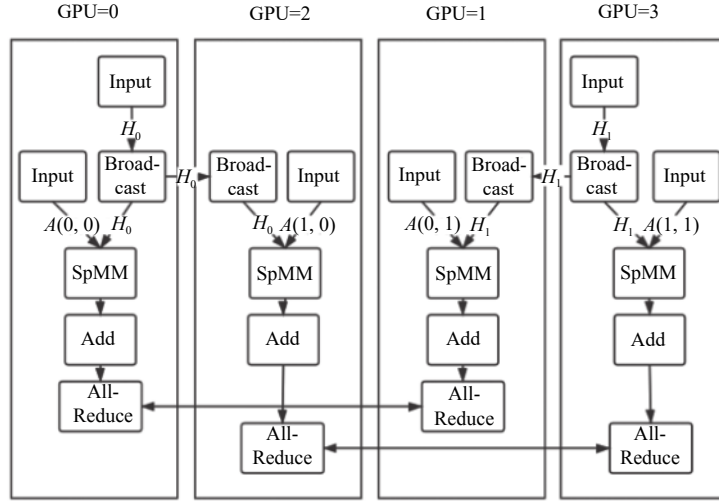 GPU=0 GPU=2 GPU=1 GPU=3
Input Input
H₀ H₁
Input Broad-cast H₀ Broad-cast Input Input Broad-cast H₁ Broad-cast Input
A(0, 0) H₀ H₀ A(1, 0) A(0, 1) H₁ H₁ A(1, 1)
SpMM SpMM SpMM SpMM
Add Add Add Add
All-Reduce All-Reduce
All-Reduce All-Reduce